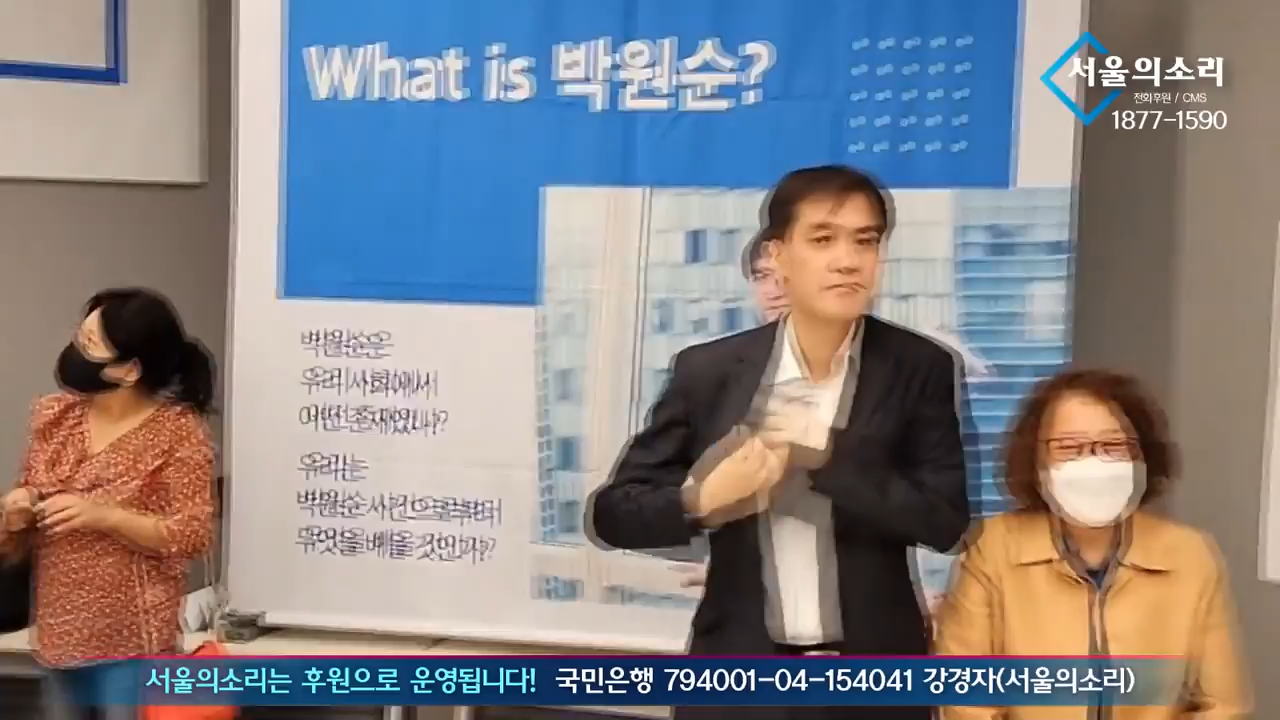 What is 박원순?
서울의소리
전화후원 / CMS
1877-1590
박원순은
우리 사회에서
어떤 존재였나?
우리는
박원순 사건으로부터
무엇을 배울 것인가?
서울의소리는 후원으로 운영됩니다! 국민은행 794001-04-154041 강경자(서울의소리)